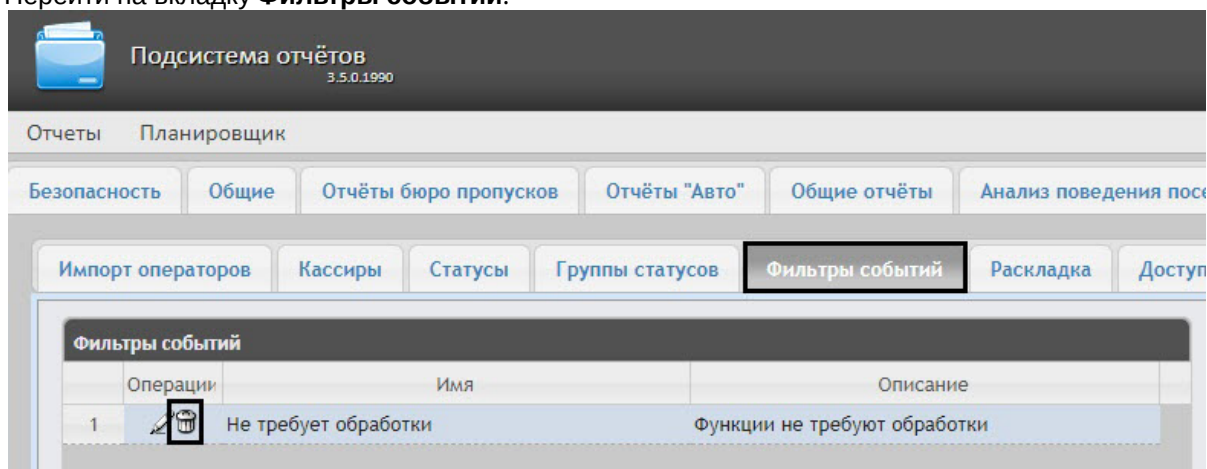 Перейти на вкладку Фильтры событий.
Подсистема отчётов
3.5.0.1990
Отчеты Планировщик
Безопасность Общие Отчёты бюро пропусков Отчёты "Авто" Общие отчёты Анализ поведения посе
Импорт операторов Кассиры Статусы Группы статусов Фильтры событий Раскладка Доступ
Фильтры событий
Операции Имя Описание
1 Не требует обработки Функции не требуют обработки